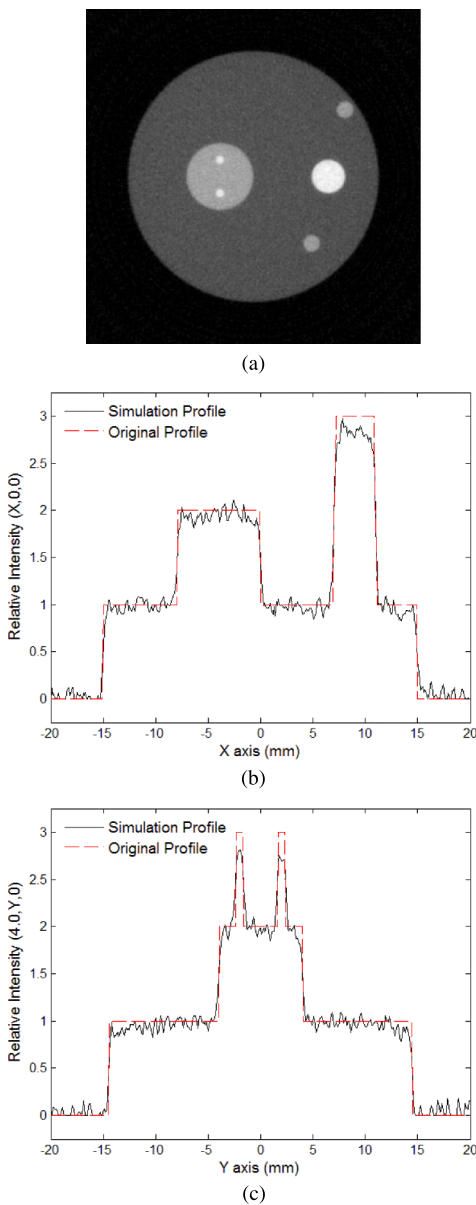 (a)
Simulation Profile
Original Profile
Relative Intensity (X,0,0)
3
2.5
2
1.5
1
0.5
0
-20 -15 -10 -5 0 5 10 15 20
X axis (mm)
(b)
Simulation Profile
Original Profile
Relative Intensity (4.0,Y,0)
3
2.5
2
1.5
1
0.5
0
-20 -15 -10 -5 0 5 10 15 20
Y axis (mm)
(c)